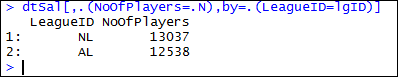 > dtSal[,.(NoOfPlayers=.N),by=.(LeagueID=lgID)]
   LeagueID NoOfPlayers
1:       NL       13037
2:       AL       12538
>